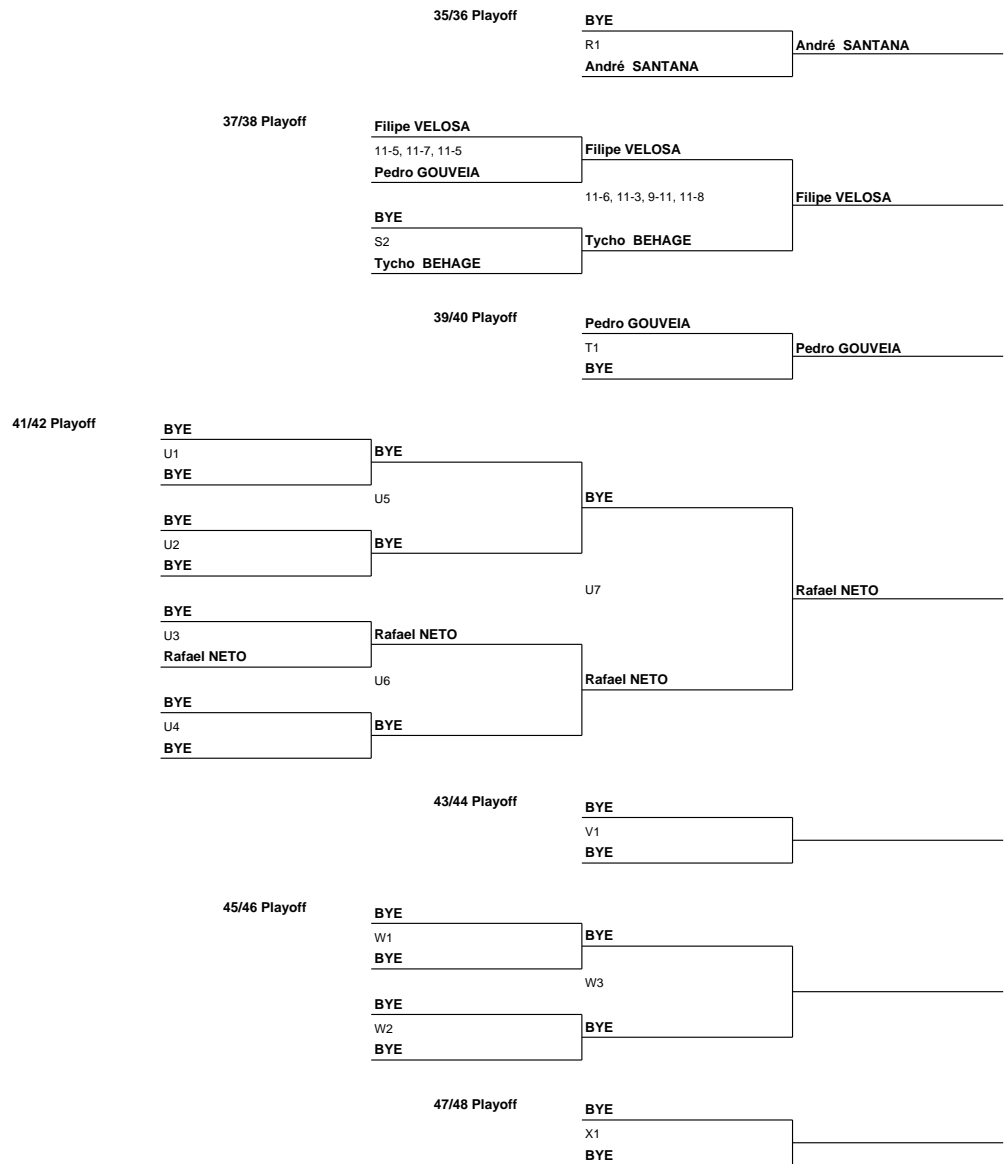 35/36 Playoff
BYE
R1
André SANTANA
André SANTANA
37/38 Playoff
Filipe VELOSA
11-5, 11-7, 11-5
Filipe VELOSA
Pedro GOUVEIA
11-6, 11-3, 9-11, 11-8
Filipe VELOSA
BYE
S2
Tycho BEHAGE
Tycho BEHAGE
39/40 Playoff
Pedro GOUVEIA
T1
Pedro GOUVEIA
BYE
41/42 Playoff
BYE
U1
BYE
BYE
U5
BYE
BYE
U2
BYE
BYE
U7
Rafael NETO
BYE
U3
Rafael NETO
Rafael NETO
U6
Rafael NETO
BYE
U4
BYE
BYE
43/44 Playoff
BYE
V1
BYE
45/46 Playoff
BYE
W1
BYE
BYE
W3
BYE
W2
BYE
BYE
47/48 Playoff
BYE
X1
BYE